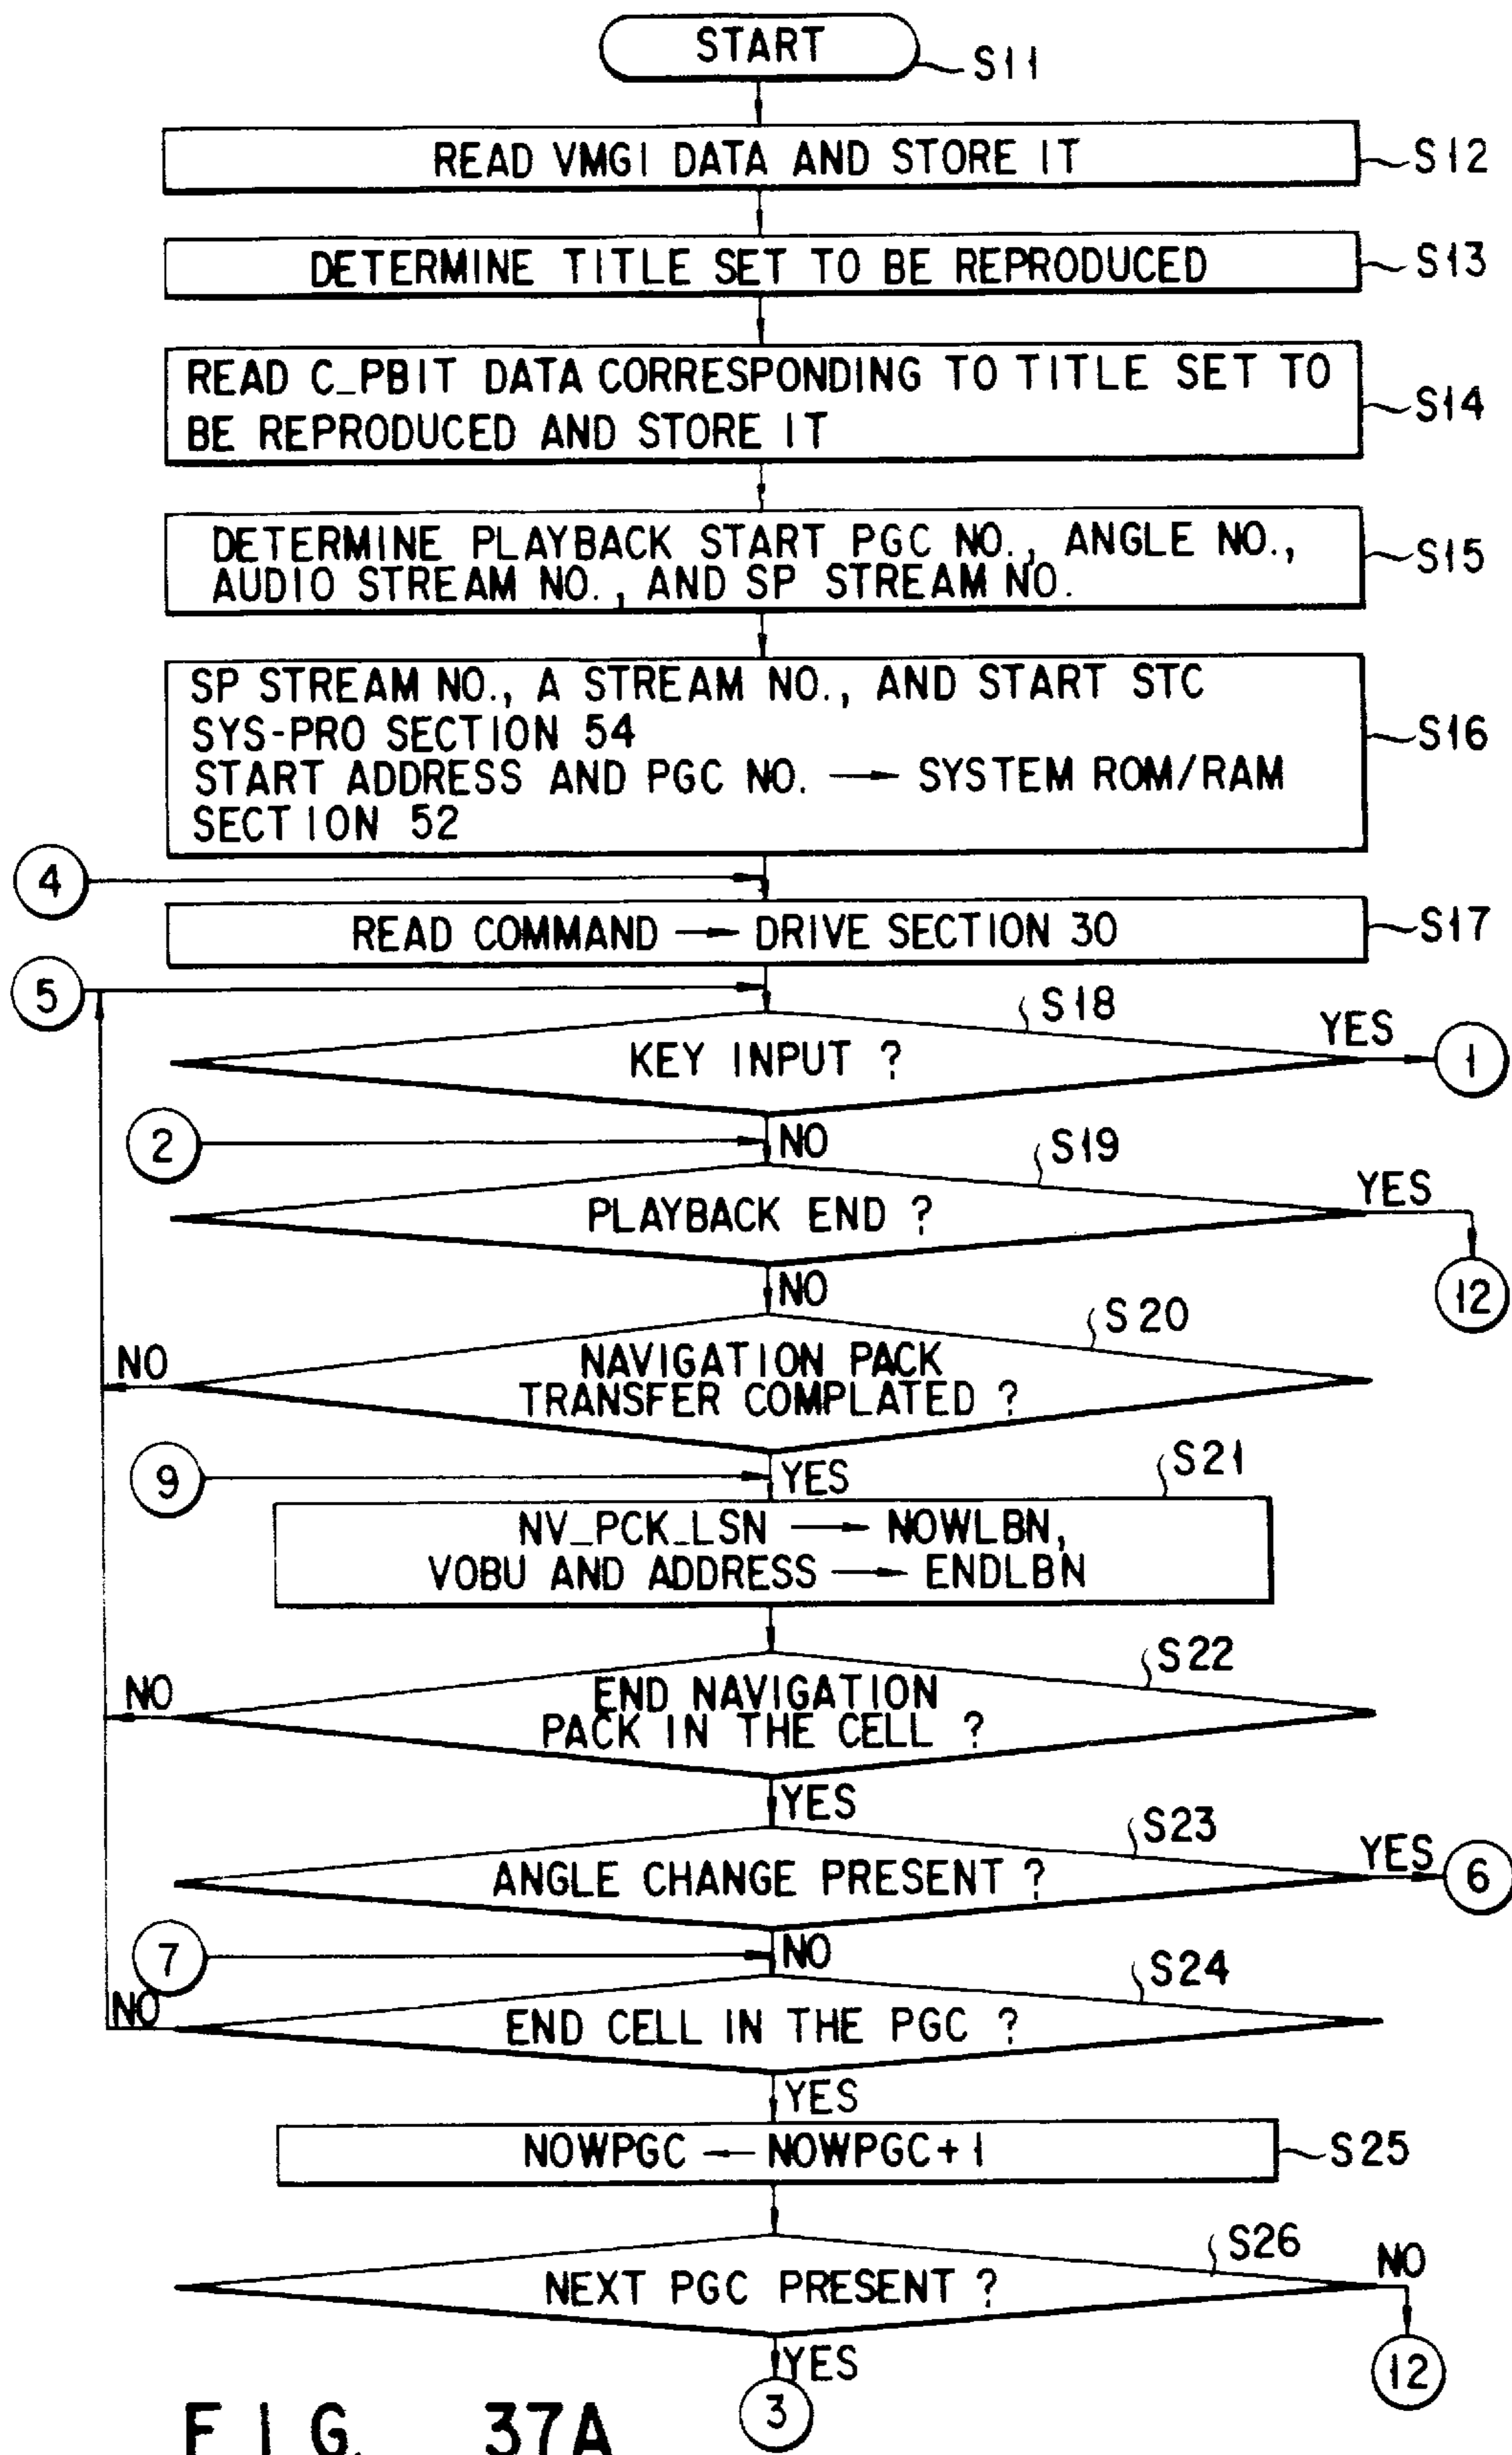 START
S11
READ VMGI DATA AND STORE IT
S12
DETERMINE TITLE SET TO BE REPRODUCED
S13
READ C_PBIT DATA CORRESPONDING TO TITLE SET TO
BE REPRODUCED AND STORE IT
S14
DETERMINE PLAYBACK START PGC NO., ANGLE NO.,
AUDIO STREAM NO., AND SP STREAM NO.
S15
SP STREAM NO., A STREAM NO., AND START STC
SYS-PRO SECTION 54
START ADDRESS AND PGC NO. → SYSTEM ROM/RAM
SECTION 52
S16
4
READ COMMAND → DRIVE SECTION 30
S17
5
S18
KEY INPUT ?
YES
1
2
NO
S19
PLAYBACK END ?
YES
12
NO
S20
NO
NAVIGATION PACK
TRANSFER COMPLATED ?
9
YES
S21
NV_PCK_LSN → NOWLBN,
VOBU AND ADDRESS → ENDLBN
S22
NO
END NAVIGATION
PACK IN THE CELL ?
YES
S23
ANGLE CHANGE PRESENT ?
YES
6
7
NO
S24
NO
END CELL IN THE PGC ?
YES
NOWPGC ← NOWPGC+1
S25
S26
NEXT PGC PRESENT ?
NO
12
YES
3
FIG. 37A